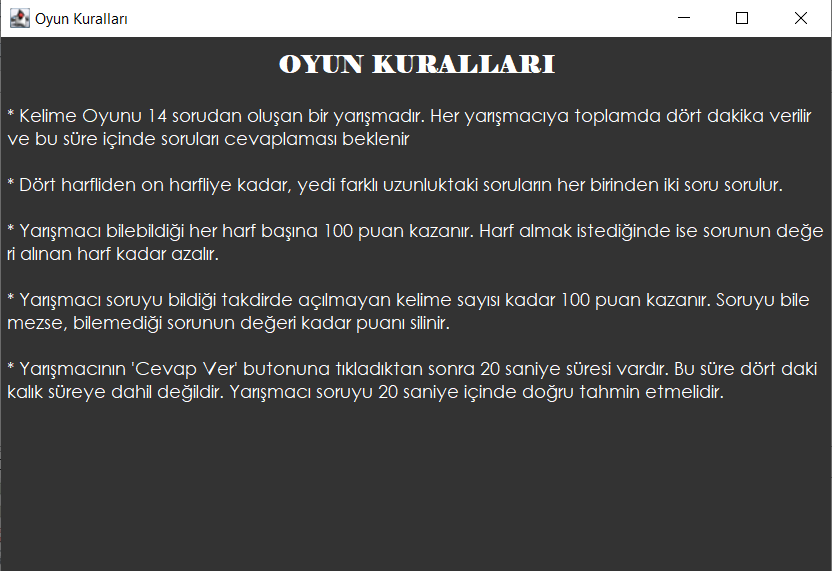 Oyun Kuralları
OYUN KURALLARI
* Kelime Oyunu 14 sorudan oluşan bir yarışmadır. Her yarışmacıya toplamda dört dakika verilir
ve bu süre içinde soruları cevaplaması beklenir
* Dört harfliden on harfliye kadar, yedi farklı uzunluktaki soruların her birinden iki soru sorulur.
* Yarışmacı bilebildiği her harf başına 100 puan kazanır. Harf almak istediğinde ise sorunun değe
ri alınan harf kadar azalır.
* Yarışmacı soruyu bildiği takdirde açılmayan kelime sayısı kadar 100 puan kazanır. Soruyu bile
mezse, bilemediği sorunun değeri kadar puanı silinir.
* Yarışmacının 'Cevap Ver' butonuna tıkladıktan sonra 20 saniye süresi vardır. Bu süre dört daki
kalık süreye dahil değildir. Yarışmacı soruyu 20 saniye içinde doğru tahmin etmelidir.